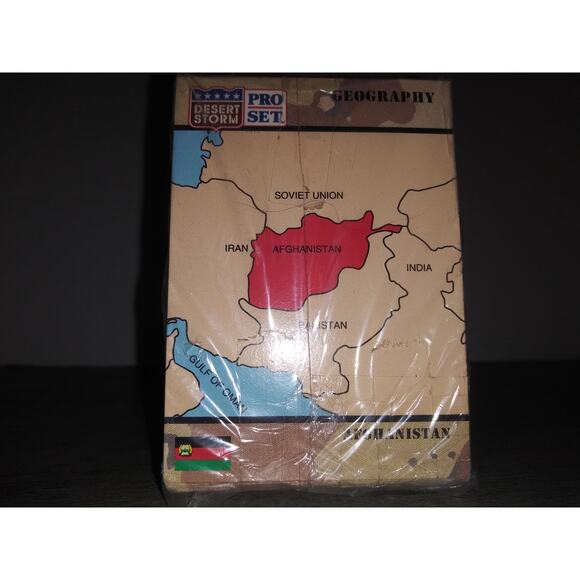 DESERT
STORM
PRO
SET
GEOGRAPHY
SOVIET UNION
IRAN
AFGHANISTAN
INDIA
PAKISTAN
GULF OF OMAN
AFGHANISTAN